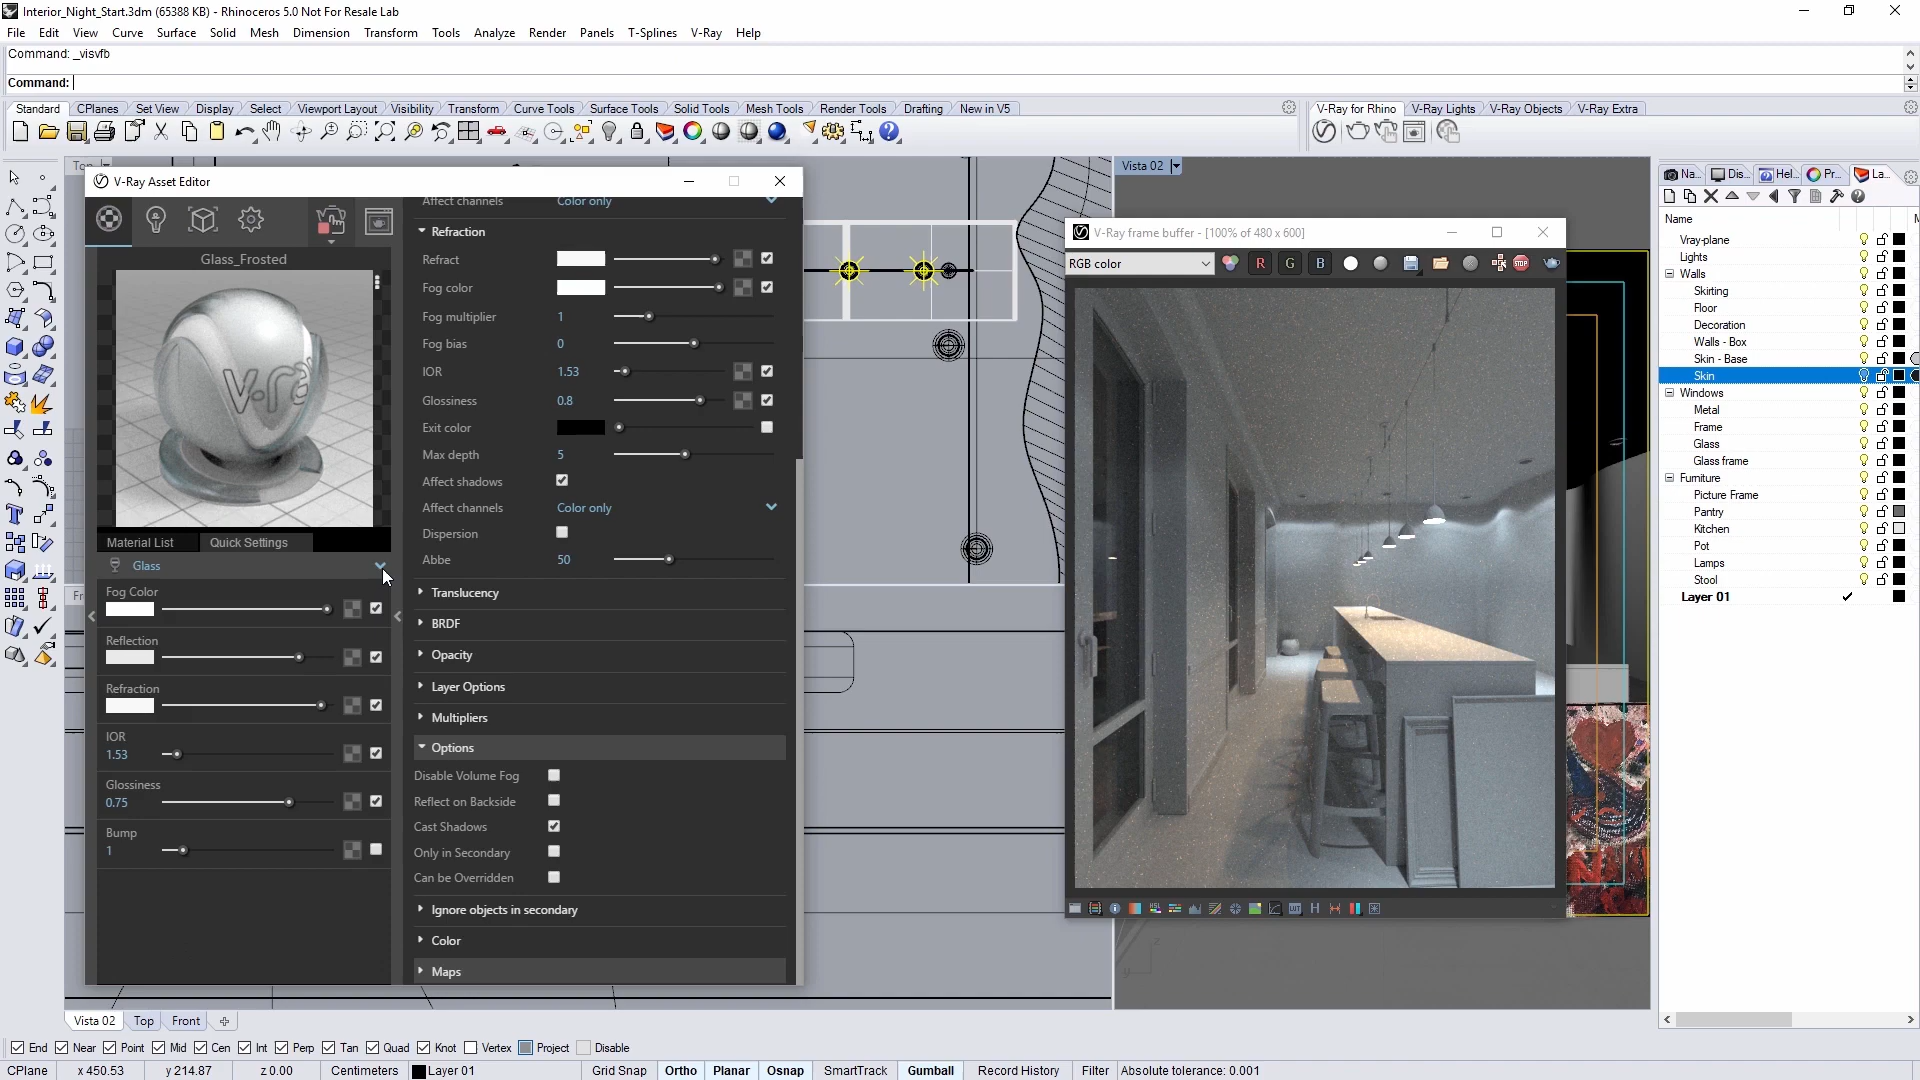 Interior_Night_Start.3dm (65388 KB) - Rhinoceros 5.0 Not For Resale Lab
File Edit View Curve Surface Solid Mesh Dimension Transform Tools Analyze Render Panels T-Splines V-Ray Help
Command: _visvfb
Command:
Standard CPlanes Set View Display Select Viewport Layout Visibility Transform Curve Tools Surface Tools Solid Tools Mesh Tools Render Tools Drafting New in V5
V-Ray for Rhino V-Ray Lights V-Ray Objects V-Ray Extra
Top
Vista 02
V-Ray Asset Editor
Glass_Frosted
Material List Quick Settings
Glass
Fog Color
Reflection
Refraction
IOR
1.53
Glossiness
0.75
Bump
1
Affect channels Color only
Refraction
Refract
Fog color
Fog multiplier 1
Fog bias 0
IOR 1.53
Glossiness 0.8
Exit color
Max depth 5
Affect shadows
Affect channels Color only
Dispersion
Abbe 50
Translucency
BRDF
Opacity
Layer Options
Multipliers
Options
Disable Volume Fog
Reflect on Backside
Cast Shadows
Only in Secondary
Can be Overridden
Ignore objects in secondary
Color
Maps
V-Ray frame buffer - [100% of 480 x 600]
RGB color
R G B
STOP
Na... Dis... Hel... Pr... La...
Name
Vray-plane
Lights
Walls
Skirting
Floor
Decoration
Walls - Box
Skin - Base
Skin
Windows
Metal
Frame
Glass
Glass frame
Furniture
Picture Frame
Pantry
Kitchen
Pot
Lamps
Stool
Layer 01
Vista 02 Top Front
End Near Point Mid Cen Int Perp Tan Quad Knot Vertex Project Disable
CPlane x 450.53 y 214.87 z 0.00 Centimeters Layer 01 Grid Snap Ortho Planar Osnap SmartTrack Gumball Record History Filter Absolute tolerance: 0.001